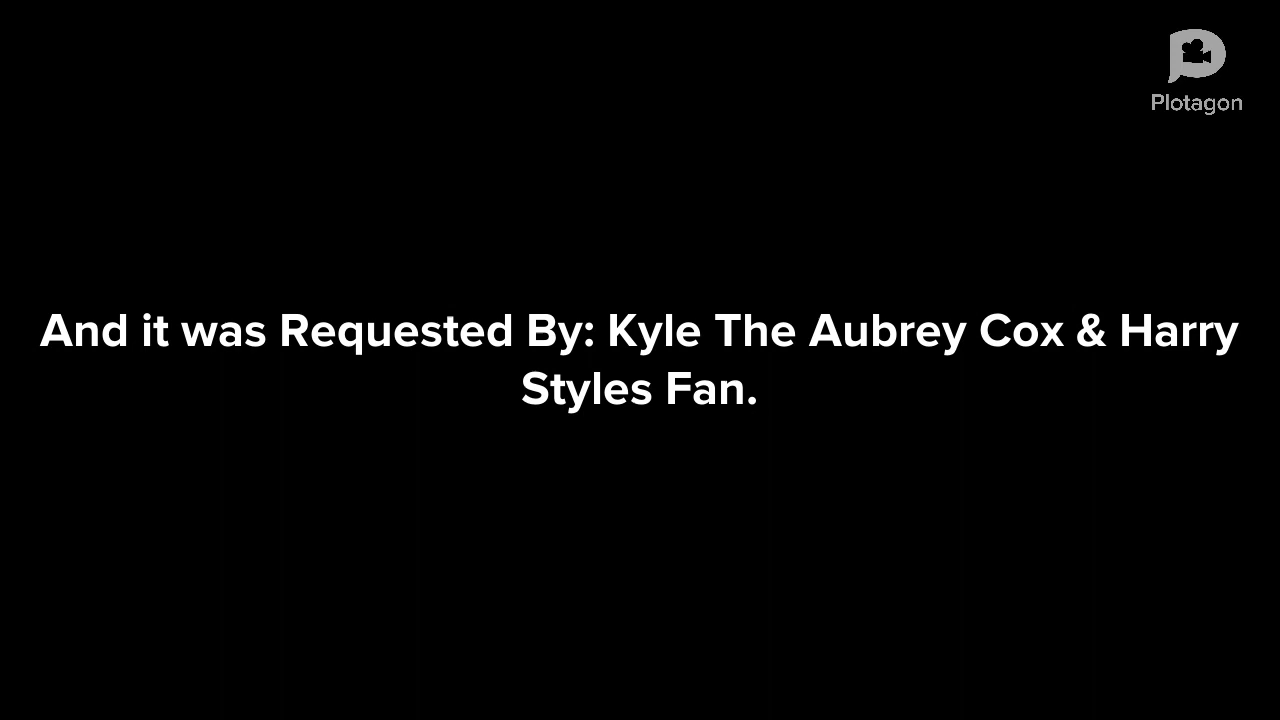 Plotagon
And it was Requested By: Kyle The Aubrey Cox & Harry
Styles Fan.